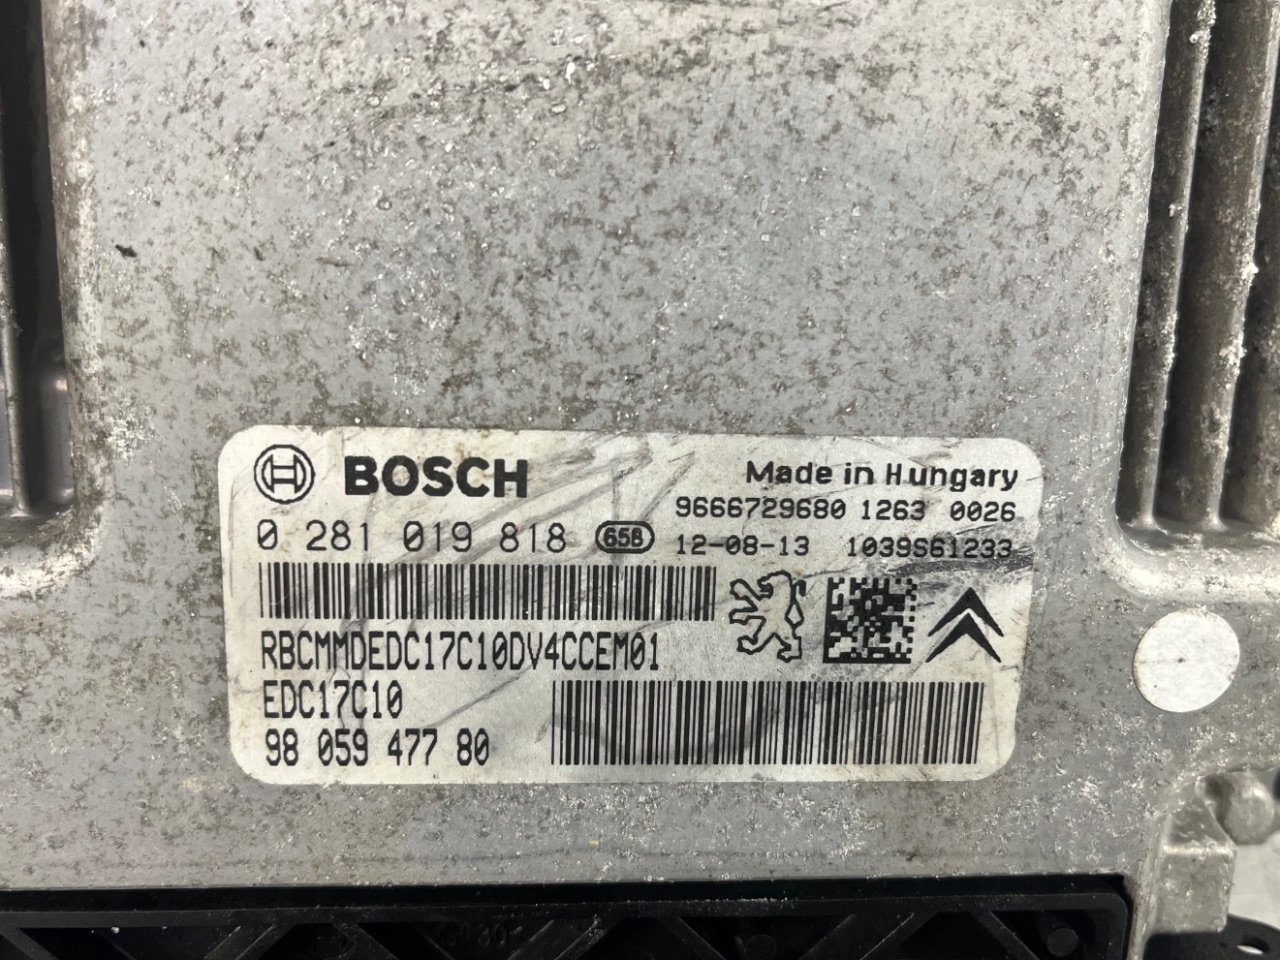 BOSCH
Made in Hungary
9666729680 1263 0026
0 281 019 818 658 12-08-13 1039S61233
RBCMMDEDC17C10DV4CCEM01
EDC17C10
98 059 477 80